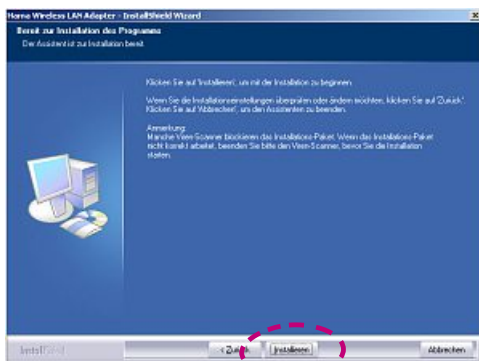 Hama Wireless LAN Adapter - InstallShield Wizard
Bereit zur Installation des Programms
Der Assistent ist zur Installation bereit.
Klicken Sie auf 'Installieren', um mit der Installation zu beginnen.
Wenn Sie die Installationseinstellungen überprüfen oder ändern möchten, klicken Sie auf 'Zurück'.
Klicken Sie auf 'Abbrechen', um den Assistenten zu beenden.
Anmerkung:
Manche Viren-Scanner blockieren das Installations-Paket. Wenn das Installations-Paket
nicht korrekt arbeitet, beenden Sie bitte den Viren-Scanner, bevor Sie die Installation
starten.
InstallShield
< Zurück
Installieren
Abbrechen